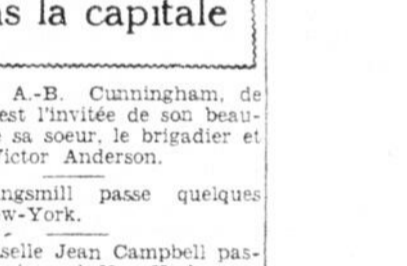 s la capitale
A.-B. Cunningham, de
est l'invitée de son beau-
sa soeur, le brigadier et
Victor Anderson.
ngsmill passe quelques
w-York.
selle Jean Campbell pas-